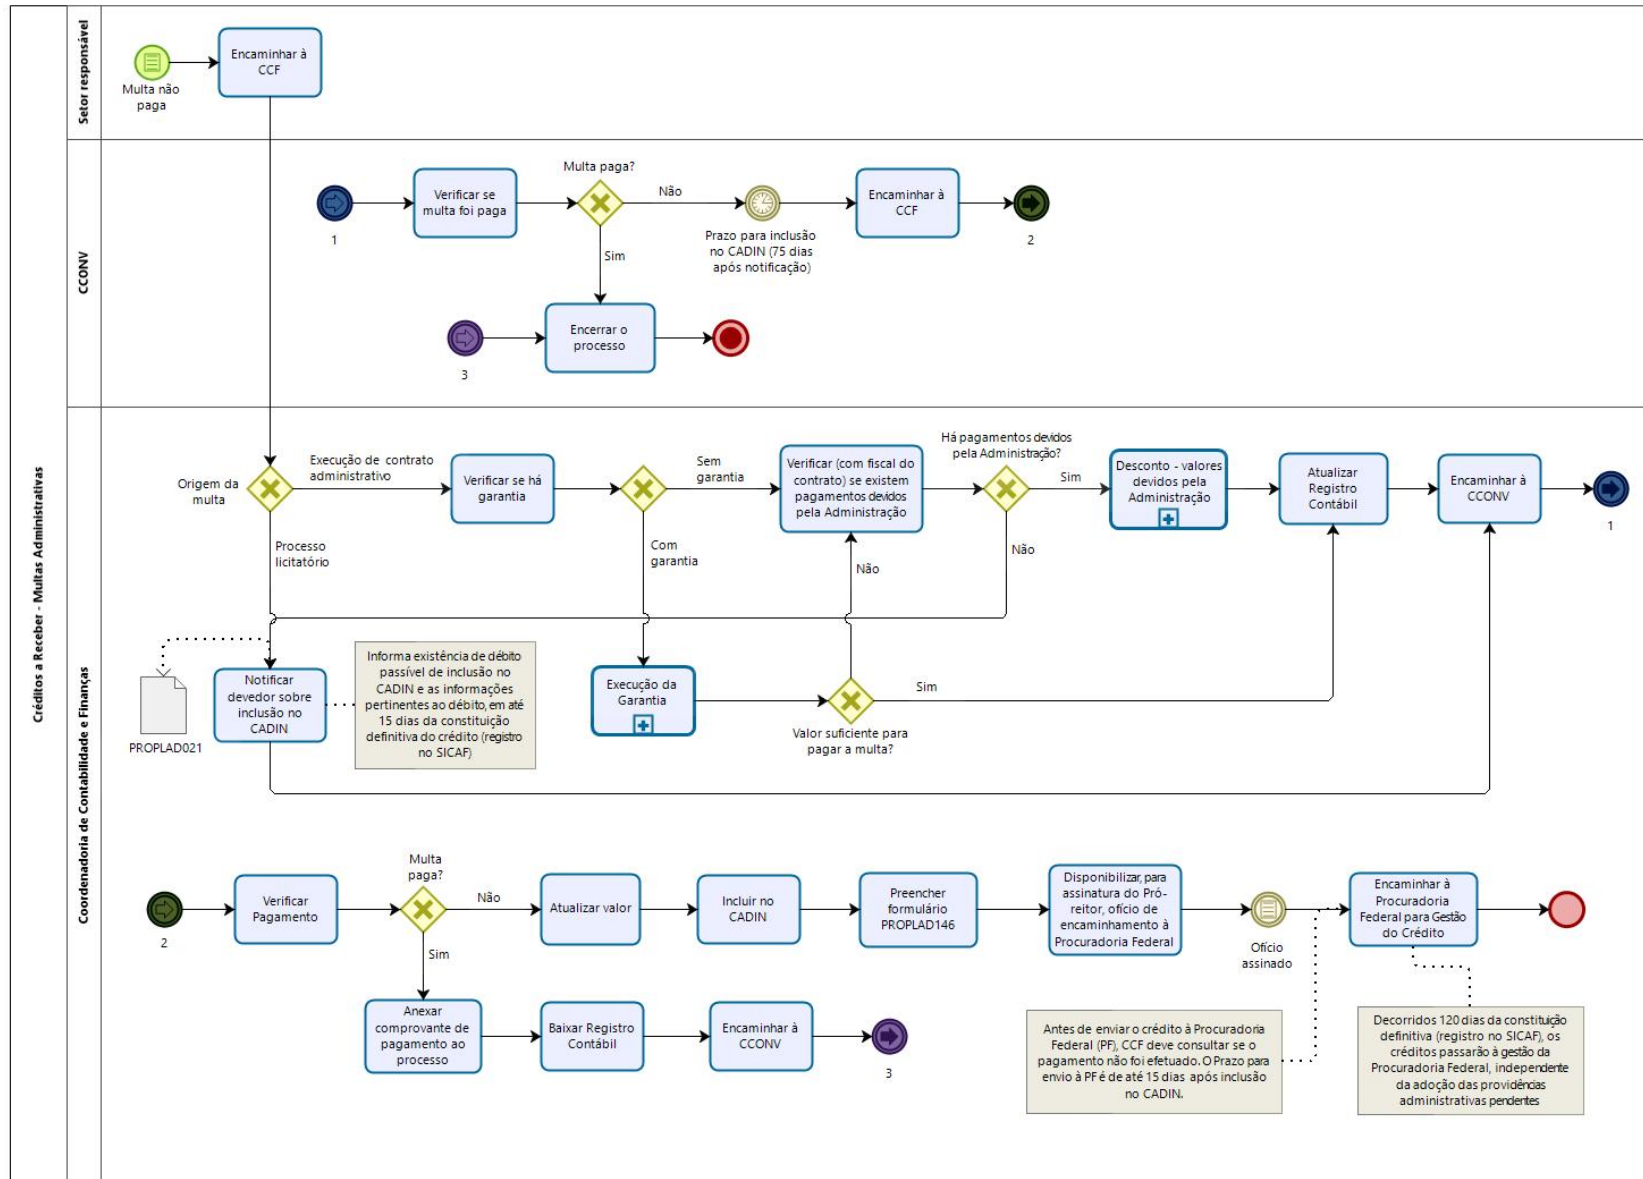 Créditos a Receber - Multas Administrativas
Setor responsável
Multa não
paga
Encaminhar à
CCF
CCONV
1
Verificar se
multa foi paga
Multa paga?
Não
Sim
Prazo para inclusão
no CADIN (75 dias
após notificação)
Encaminhar à
CCF
2
3
Encerrar o
processo
Coordenadoria de Contabilidade e Finanças
Origem da
multa
Execução de contrato
administrativo
Processo
licitatório
Verificar se há
garantia
Sem
garantia
Com
garantia
Verificar (com fiscal do
contrato) se existem
pagamentos devidos
pela Administração
Há pagamentos devidos
pela Administração?
Sim
Não
Desconto - valores
devidos pela
Administração
Atualizar
Registro
Contábil
Encaminhar à
CCONV
1
Não
PROPLAD021
Notificar
devedor sobre
inclusão no
CADIN
Informa existência de débito
passível de inclusão no
CADIN e as informações
pertinentes ao débito, em até
15 dias da constituição
definitiva do crédito (registro
no SICAF)
Execução da
Garantia
Valor suficiente para
pagar a multa?
Sim
2
Verificar
Pagamento
Multa
paga?
Não
Sim
Atualizar valor
Incluir no
CADIN
Preencher
formulário
PROPLAD146
Disponibilizar, para
assinatura do Pró-
reitor, ofício de
encaminhamento à
Procuradoria Federal
Ofício
assinado
Encaminhar à
Procuradoria
Federal para Gestão
do Crédito
Anexar
comprovante de
pagamento ao
processo
Baixar Registro
Contábil
Encaminhar à
CCONV
3
Antes de enviar o crédito à Procuradoria
Federal (PF), CCF deve consultar se o
pagamento não foi efetuado. O Prazo para
envio à PF é de até 15 dias após inclusão
no CADIN.
Decorridos 120 dias da constituição
definitiva (registro no SICAF), os
créditos passarão à gestão da
Procuradoria Federal, independente
da adoção das providências
administrativas pendentes